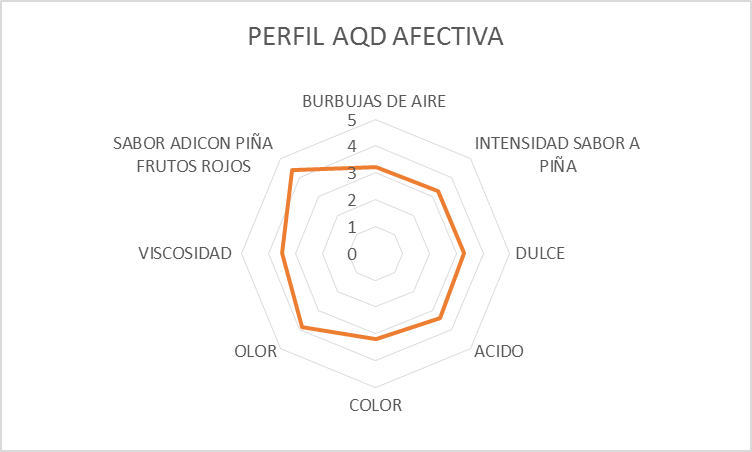 PERFIL AQD AFECTIVA
BURBUJAS DE AIRE
5
4
3
2
1
0
INTENSIDAD SABOR A
PIÑA
DULCE
ACIDO
COLOR
OLOR
VISCOSIDAD
SABOR ADICON PIÑA
FRUTOS ROJOS